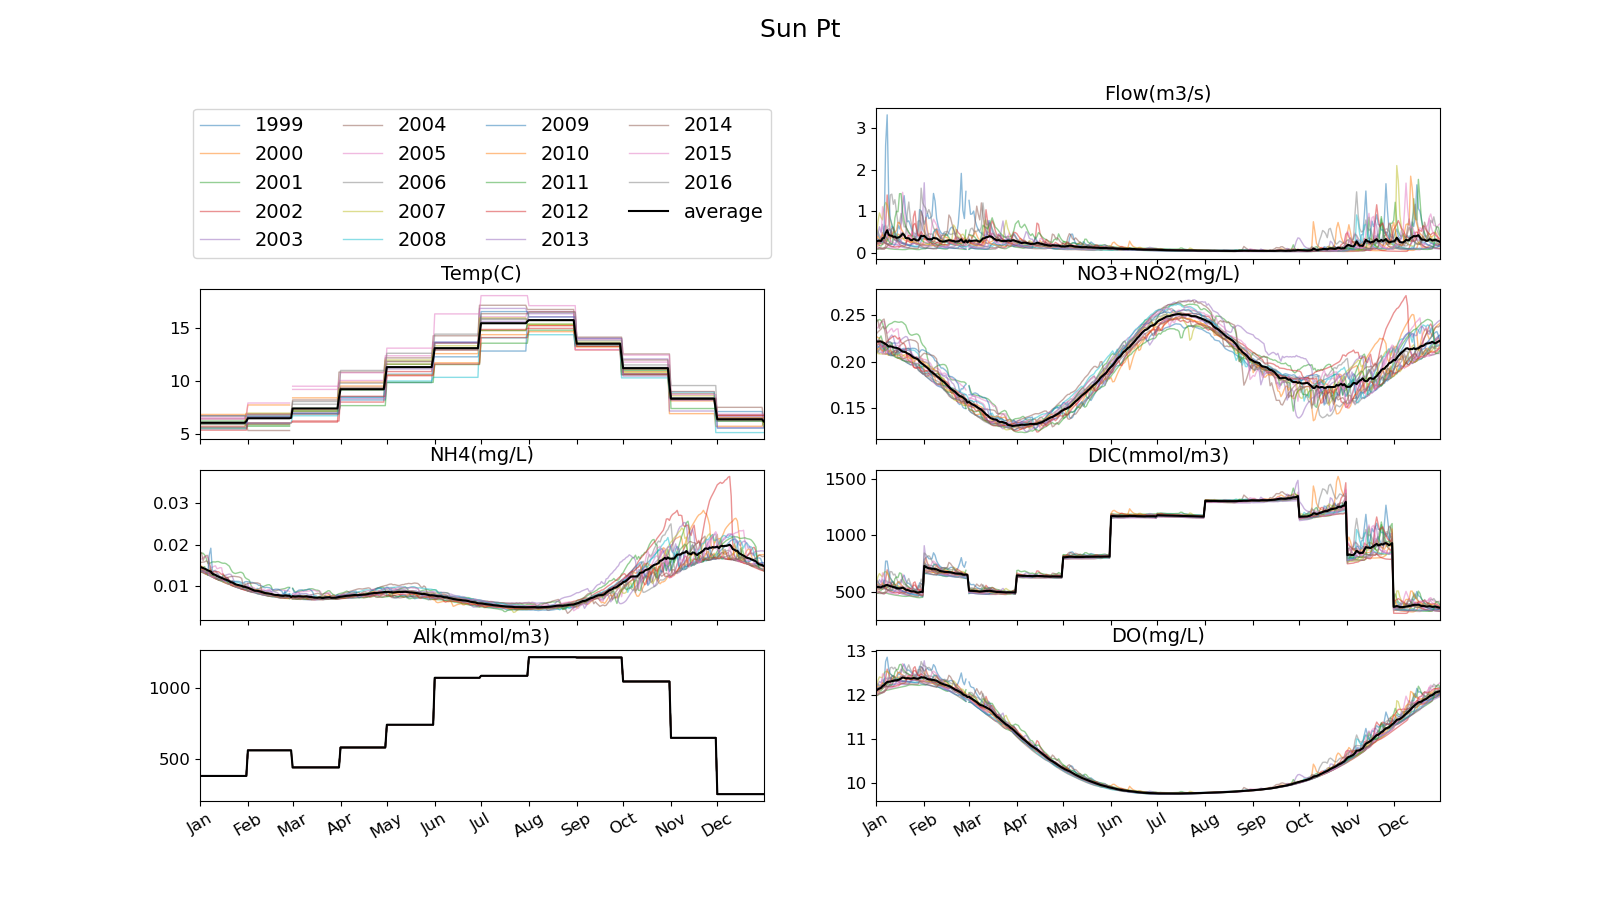 Sun Pt
1999 2004 2009 2014
2000 2005 2010 2015
2001 2006 2011 2016
2002 2007 2012 average
2003 2008 2013
Flow(m3/s)
3
2
1
0
Temp(C)
15
10
5
NO3+NO2(mg/L)
0.25
0.20
0.15
NH4(mg/L)
0.03
0.02
0.01
DIC(mmol/m3)
1500
1000
500
Alk(mmol/m3)
1000
500
Jan Feb Mar Apr May Jun Jul Aug Sep Oct Nov Dec
DO(mg/L)
13
12
11
10
Jan Feb Mar Apr May Jun Jul Aug Sep Oct Nov Dec